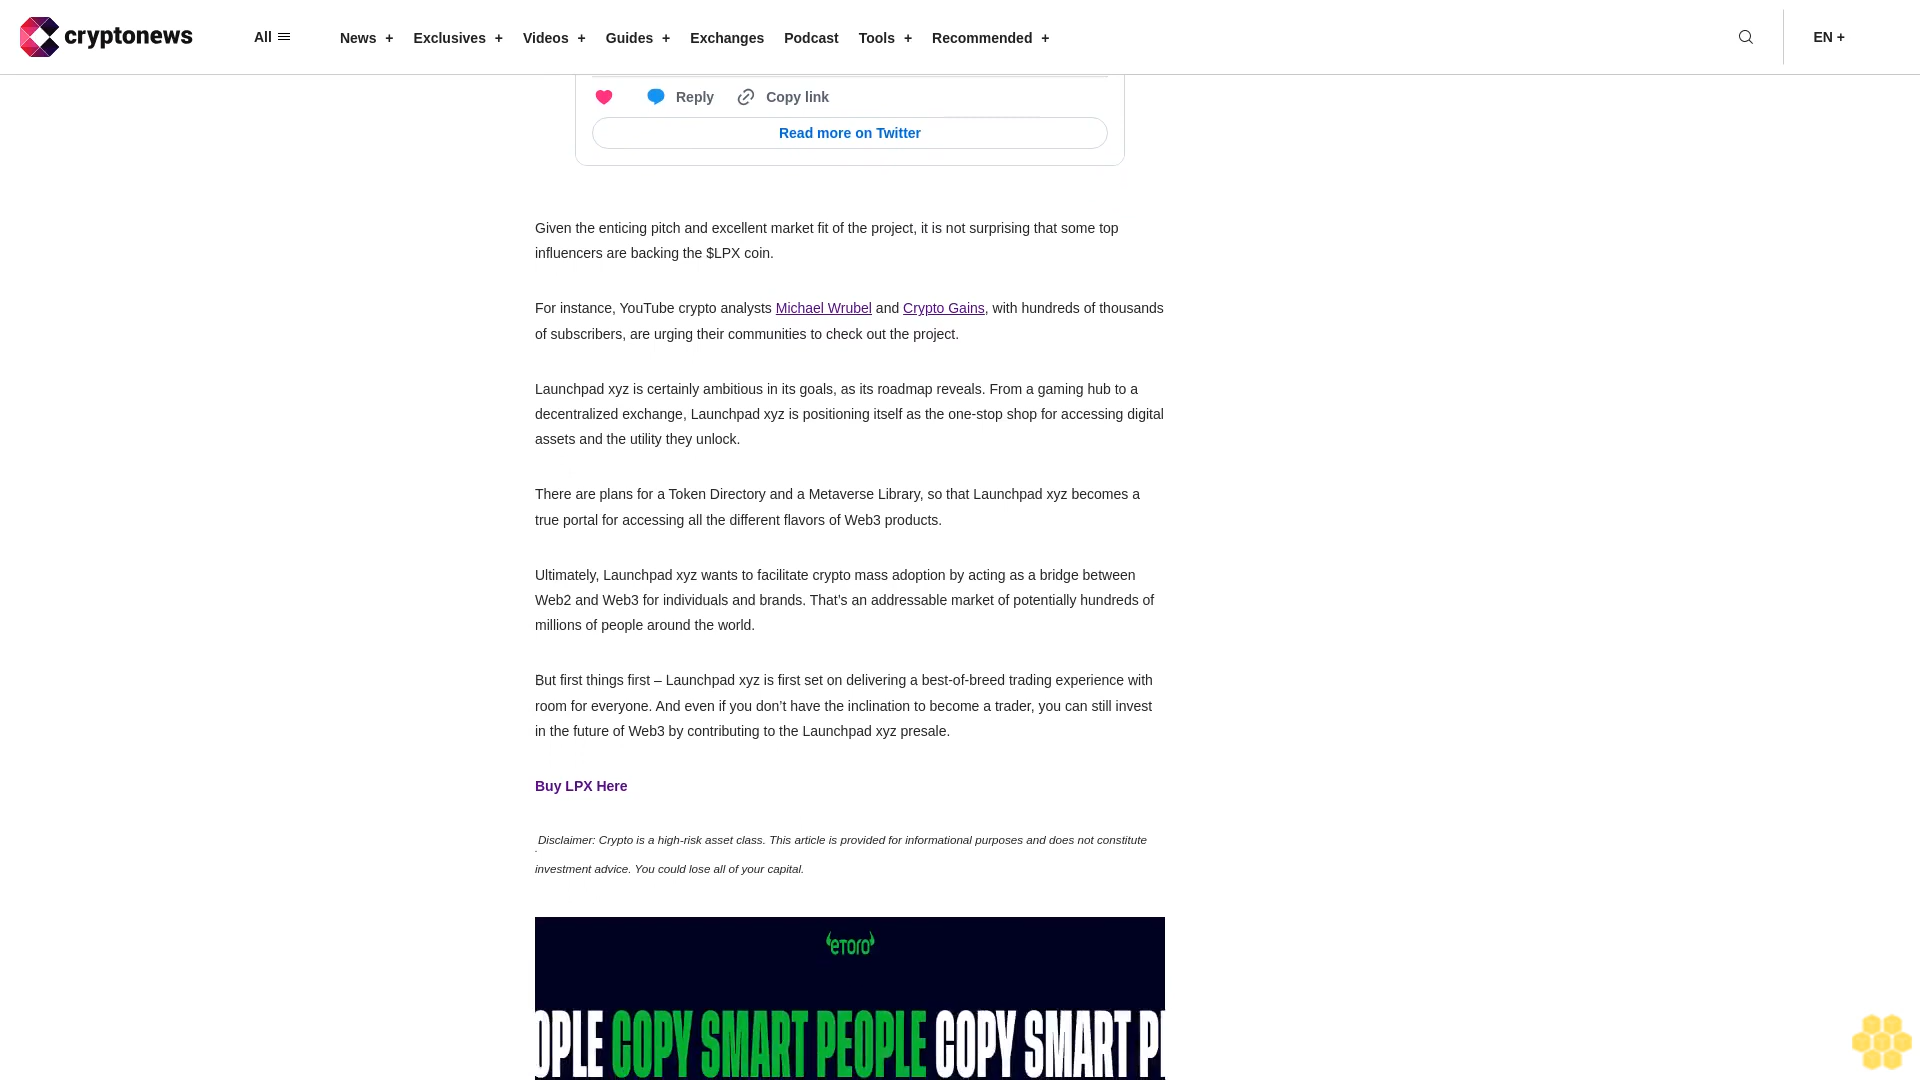 cryptonews
All
News +
Exclusives +
Videos +
Guides +
Exchanges
Podcast
Tools +
Recommended +
EN +
Reply
Copy link
Read more on Twitter
Given the enticing pitch and excellent market fit of the project, it is not surprising that some top
influencers are backing the $LPX coin.
For instance, YouTube crypto analysts Michael Wrubel and Crypto Gains, with hundreds of thousands
of subscribers, are urging their communities to check out the project.
Launchpad xyz is certainly ambitious in its goals, as its roadmap reveals. From a gaming hub to a
decentralized exchange, Launchpad xyz is positioning itself as the one-stop shop for accessing digital
assets and the utility they unlock.
There are plans for a Token Directory and a Metaverse Library, so that Launchpad xyz becomes a
true portal for accessing all the different flavors of Web3 products.
Ultimately, Launchpad xyz wants to facilitate crypto mass adoption by acting as a bridge between
Web2 and Web3 for individuals and brands. That’s an addressable market of potentially hundreds of
millions of people around the world.
But first things first – Launchpad xyz is first set on delivering a best-of-breed trading experience with
room for everyone. And even if you don’t have the inclination to become a trader, you can still invest
in the future of Web3 by contributing to the Launchpad xyz presale.
Buy LPX Here
Disclaimer: Crypto is a high-risk asset class. This article is provided for informational purposes and does not constitute
investment advice. You could lose all of your capital.
eToro
OPLE COPY SMART PEOPLE COPY SMART P